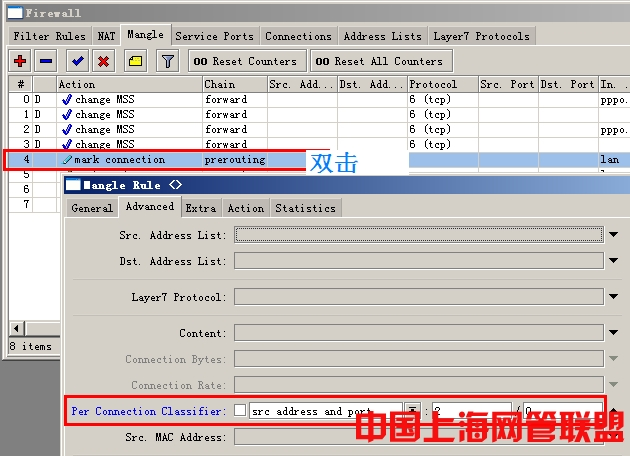 Firewall
Filter Rules NAT Mangle Service Ports Connections Address Lists Layer7 Protocols
00 Reset Counters 00 Reset All Counters
# Action Chain Src. Add... Dst. Add... Protocol Src. Port Dst. Port In. ..
0 D change MSS forward 6 (tcp) pppo.
1 D change MSS forward 6 (tcp)
2 D change MSS forward 6 (tcp) pppo.
3 D change MSS forward 6 (tcp)
4 mark connection prerouting lan
双击
5
6
7
8 items
Mangle Rule <>
General Advanced Extra Action Statistics
Src. Address List:
Dst. Address List:
Layer7 Protocol:
Content:
Connection Bytes:
Connection Rate:
Per Connection Classifier: src address and port : 2 / 0
Src. MAC Address:
中国上海网管联盟